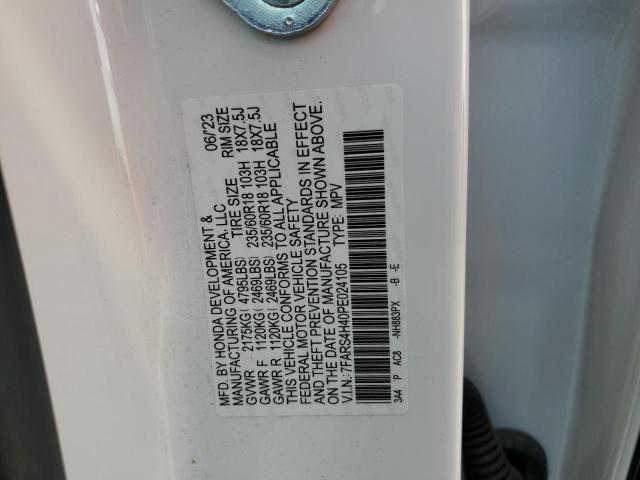 MFD. BY HONDA DEVELOPMENT & 06/'23
MANUFACTURING OF AMERICA, LLC
TIRE SIZE RIM SIZE
GVWR 2175KG ( 4795LBS) 235/60R18 103H 18X7.5J
GAWR F 1120KG ( 2469LBS) 235/60R18 103H 18X7.5J
GAWR R 1120KG ( 2469LBS)
THIS VEHICLE CONFORMS TO ALL APPLICABLE
FEDERAL MOTOR VEHICLE SAFETY
AND THEFT PREVENTION STANDARDS IN EFFECT
ON THE DATE OF MANUFACTURE SHOWN ABOVE.
V.I.N.: 7FARS4H40PE024105 TYPE: MPV
3A4 P AC8 -NH883PX -B -E